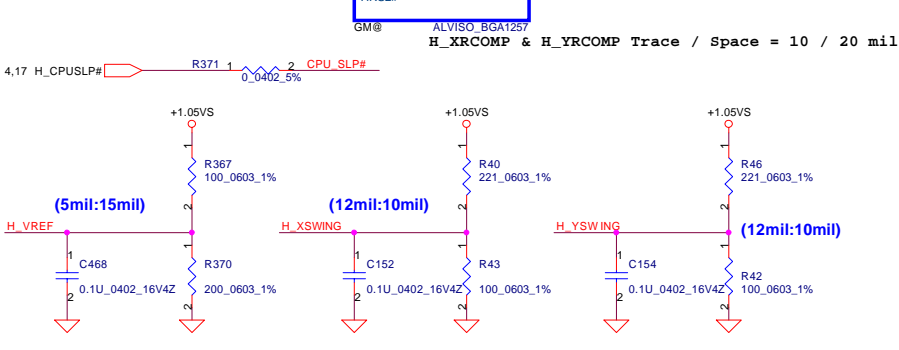 GM@ ALVISO_BGA1257
H_XRCOMP & H_YRCOMP Trace / Space = 10 / 20 mil
4,17 H_CPUSLP# R371 1 2 CPU_SLP#
0_0402_5%
+1.05VS +1.05VS +1.05VS
1 1 1
R367 R40 R46
100_0603_1% 221_0603_1% 221_0603_1%
(5mil:15mil) (12mil:10mil)
2 2 2
H_VREF H_XSWING H_YSWING (12mil:10mil)
1 1 1 1 1 1
C468 R370 C152 R43 C154 R42
0.1U_0402_16V4Z 200_0603_1% 0.1U_0402_16V4Z 100_0603_1% 0.1U_0402_16V4Z 100_0603_1%
2 2 2 2 2 2